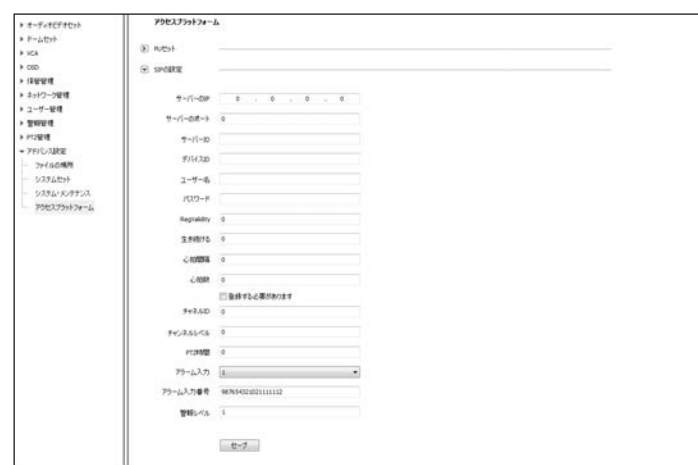 オーディオビデオセット
ドームセット
VCA
OSD
保管管理
ネットワーク管理
ユーザー管理
警報管理
PTZ管理
アドバンス設定
ファイルの場所
システムセット
システム・メンテナンス
アクセスプラットフォーム
アクセスプラットフォーム
PUセット
SIPの設定
サーバーのIP 0 . 0 . 0 . 0
サーバーのポート 0
サーバーID
デバイスID
ユーザー名
パスワード
RegValidity 0
生き続ける 0
心拍間隔 0
心拍数 0
登録する必要があります
チャネルID 0
チャンネルレベル 0
PTZ時間 0
アラーム入力 1
アラーム入力番号 987654321021111112
警報レベル 1
セーブ